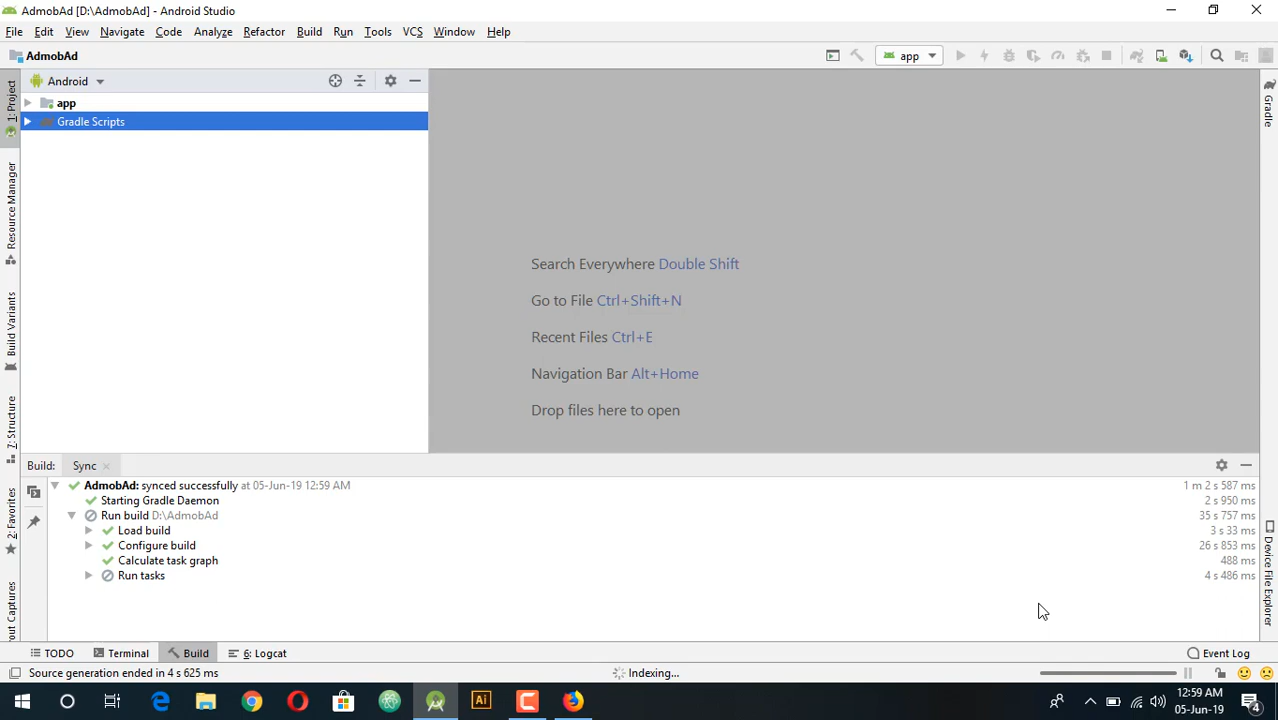 AdmobAd [D:\AdmobAd] - Android Studio
File Edit View Navigate Code Analyze Refactor Build Run Tools VCS Window Help
AdmobAd
app
Android
1: Project
Resource Manager
Build Variants
7: Structure
2: Favorites
out Captures
app
Gradle Scripts
Search Everywhere Double Shift
Go to File Ctrl+Shift+N
Recent Files Ctrl+E
Navigation Bar Alt+Home
Drop files here to open
Gradle
Device File Explorer
Build: Sync
AdmobAd: synced successfully at 05-Jun-19 12:59 AM 1 m 2 s 587 ms
Starting Gradle Daemon 2 s 950 ms
Run build D:\AdmobAd 35 s 757 ms
Load build 3 s 33 ms
Configure build 26 s 853 ms
Calculate task graph 488 ms
Run tasks 4 s 486 ms
TODO Terminal Build 6: Logcat Event Log
Source generation ended in 4 s 625 ms Indexing...
Ai
12:59 AM
05-Jun-19
4